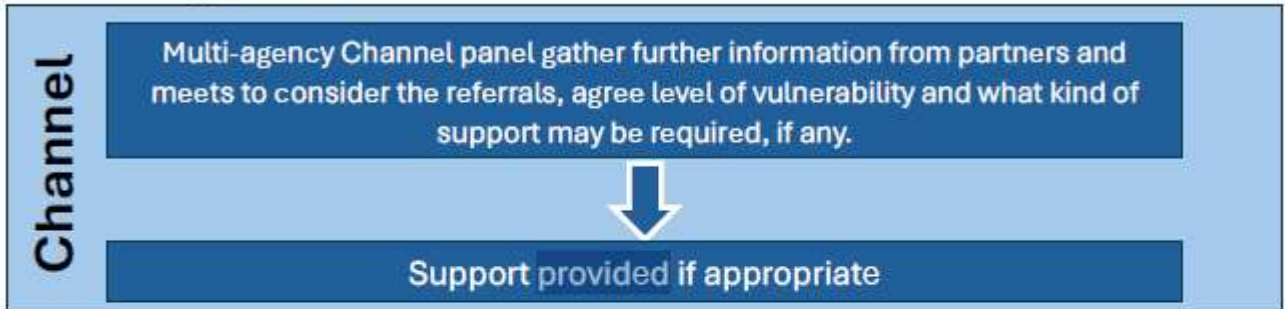 Channel
Multi-agency Channel panel gather further information from partners and
meets to consider the referrals, agree level of vulnerability and what kind of
support may be required, if any.
Support provided if appropriate